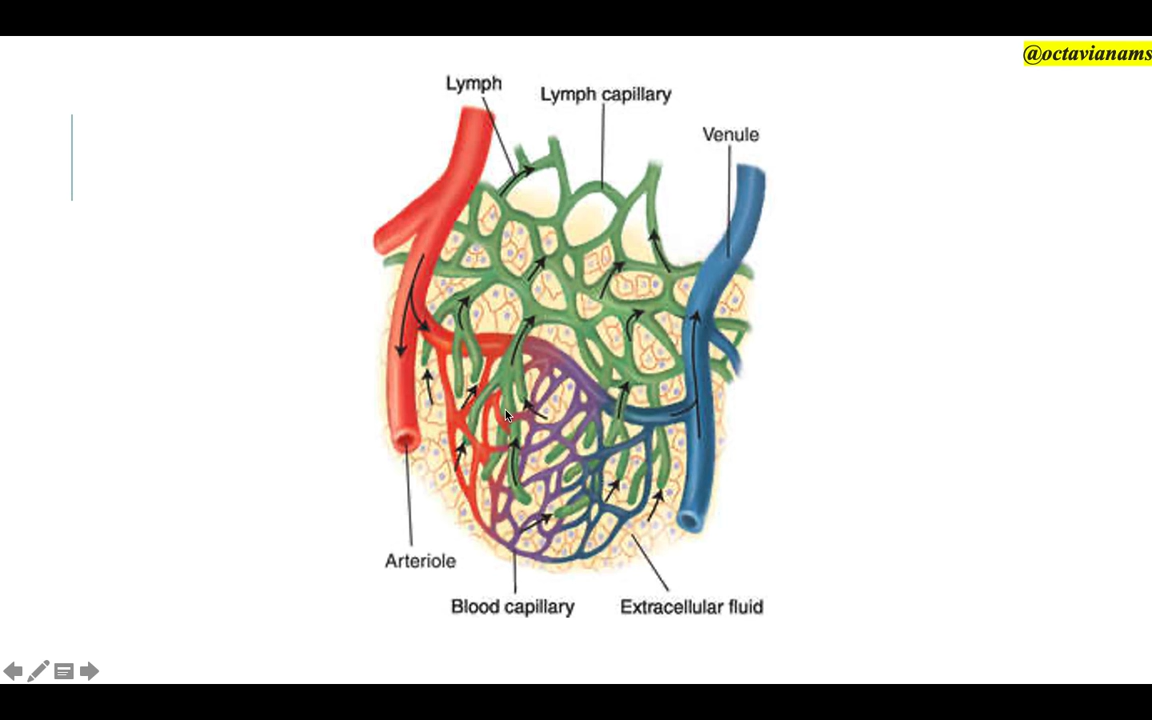 @octavianams
Lymph
Lymph capillary
Venule
Arteriole
Blood capillary
Extracellular fluid